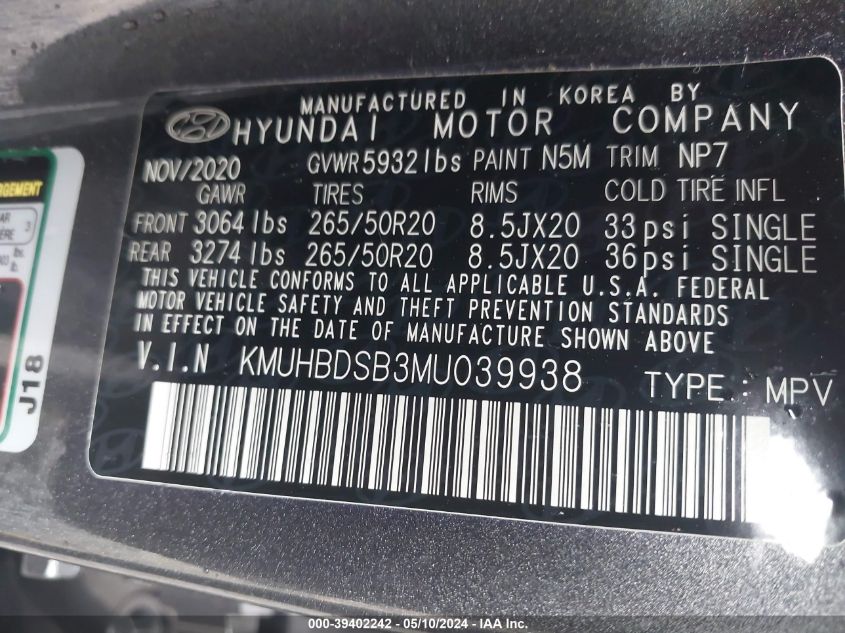 MANUFACTURED IN KOREA BY
HYUNDAI MOTOR COMPANY
NOV/2020 GVWR 5932 lbs PAINT N5M TRIM NP7
GAWR TIRES RIMS COLD TIRE INFL
FRONT 3064 lbs 265/50R20 8.5JX20 33psi SINGLE
REAR 3274 lbs 265/50R20 8.5JX20 36psi SINGLE
THIS VEHICLE CONFORMS TO ALL APPLICABLE U.S.A. FEDERAL
MOTOR VEHICLE SAFETY AND THEFT PREVENTION STANDARDS
IN EFFECT ON THE DATE OF MANUFACTURE SHOWN ABOVE
V.I.N KMUHBDSB3MU039938 TYPE : MPV
3
J18
000-39402242 - 05/10/2024 - IAA Inc.